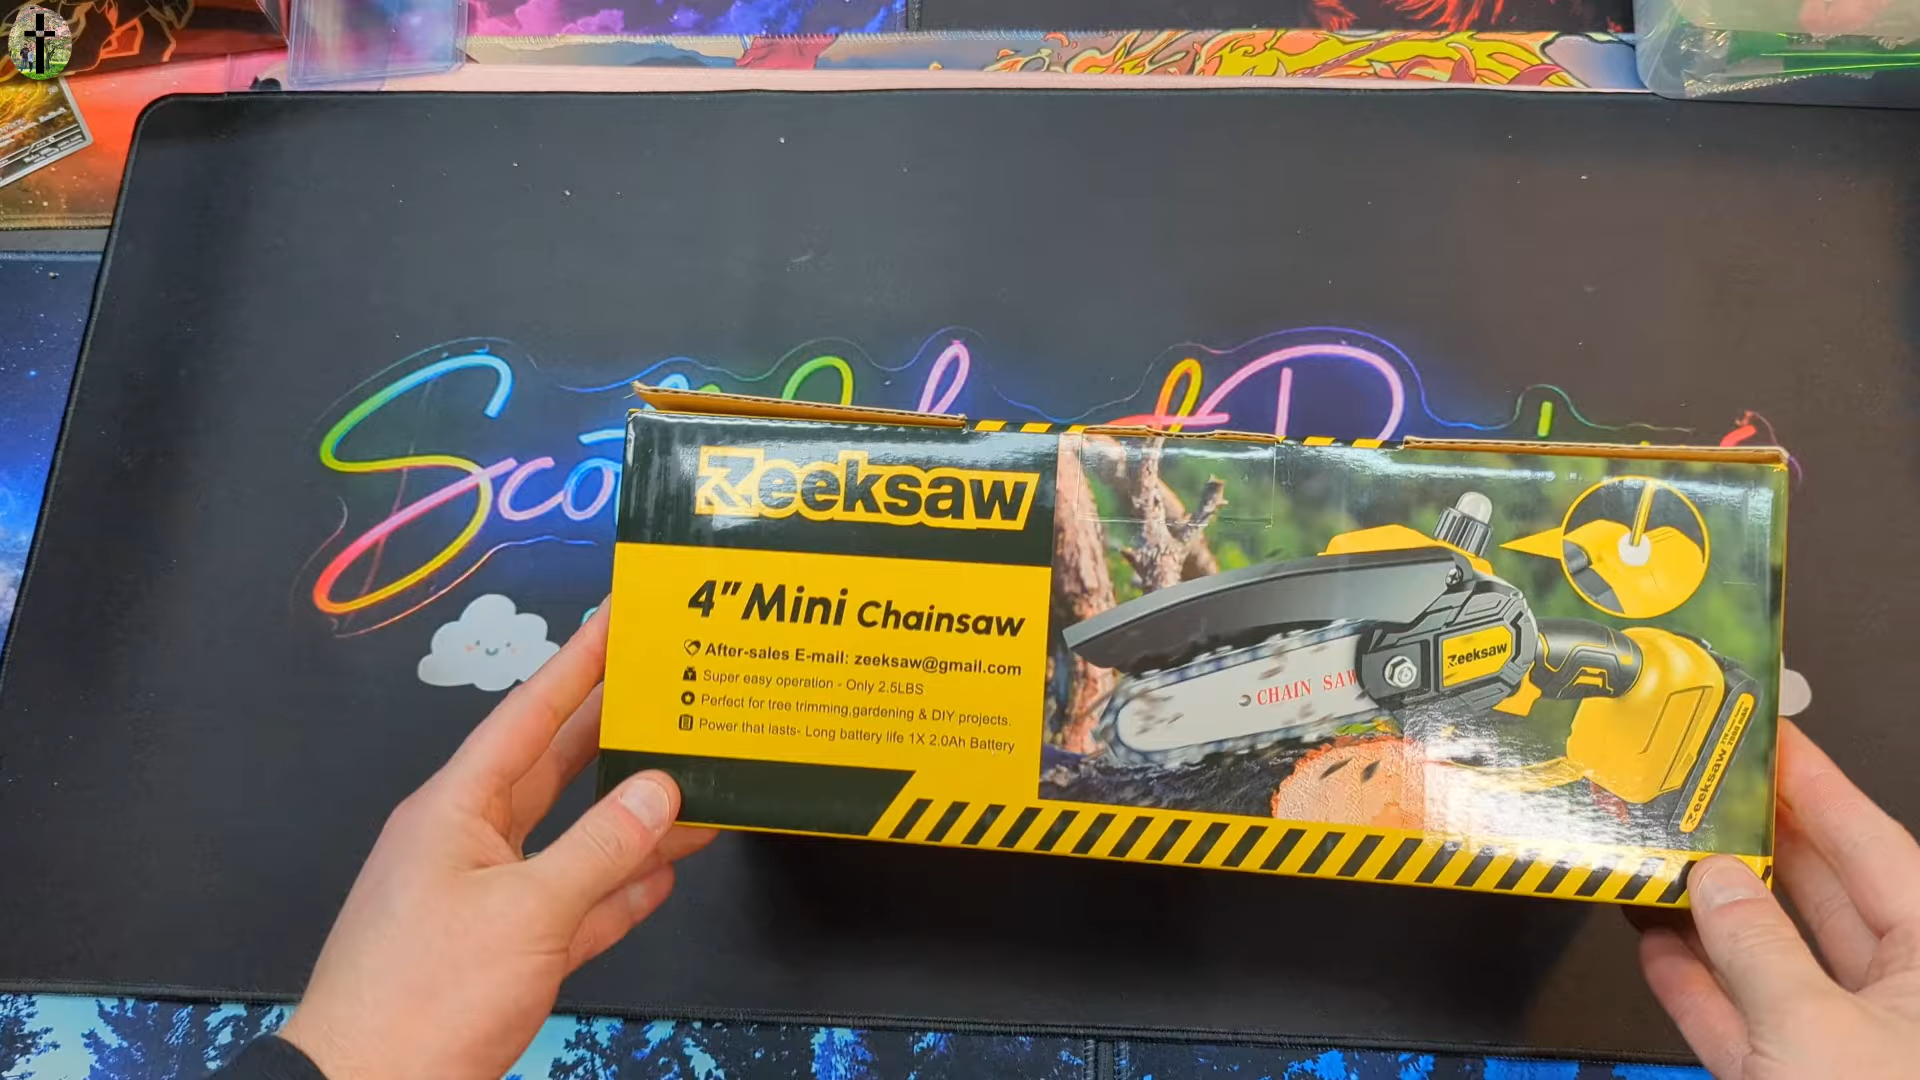 Zeeksaw
4" Mini Chainsaw
After-sales E-mail: zeeksaw@gmail.com
Super easy operation - Only 2.5LBS
Perfect for tree trimming,gardening & DIY projects.
Power that lasts- Long battery life 1X 2.0Ah Battery
CHAIN SAW
Zeeksaw
Zeeksaw